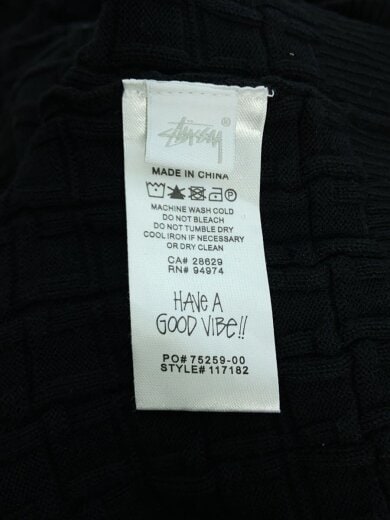 Stüssy ®
MADE IN CHINA
P
MACHINE WASH COLD
DO NOT BLEACH
DO NOT TUMBLE DRY
COOL IRON IF NECESSARY
OR DRY CLEAN
CA# 28629
RN# 94974
HAVE A
GOOD VIBE!!
PO# 75259-00
STYLE# 117182